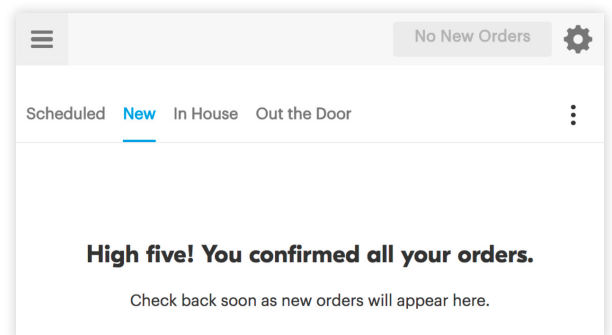 No New Orders
Scheduled New In House Out the Door
High five! You confirmed all your orders.
Check back soon as new orders will appear here.